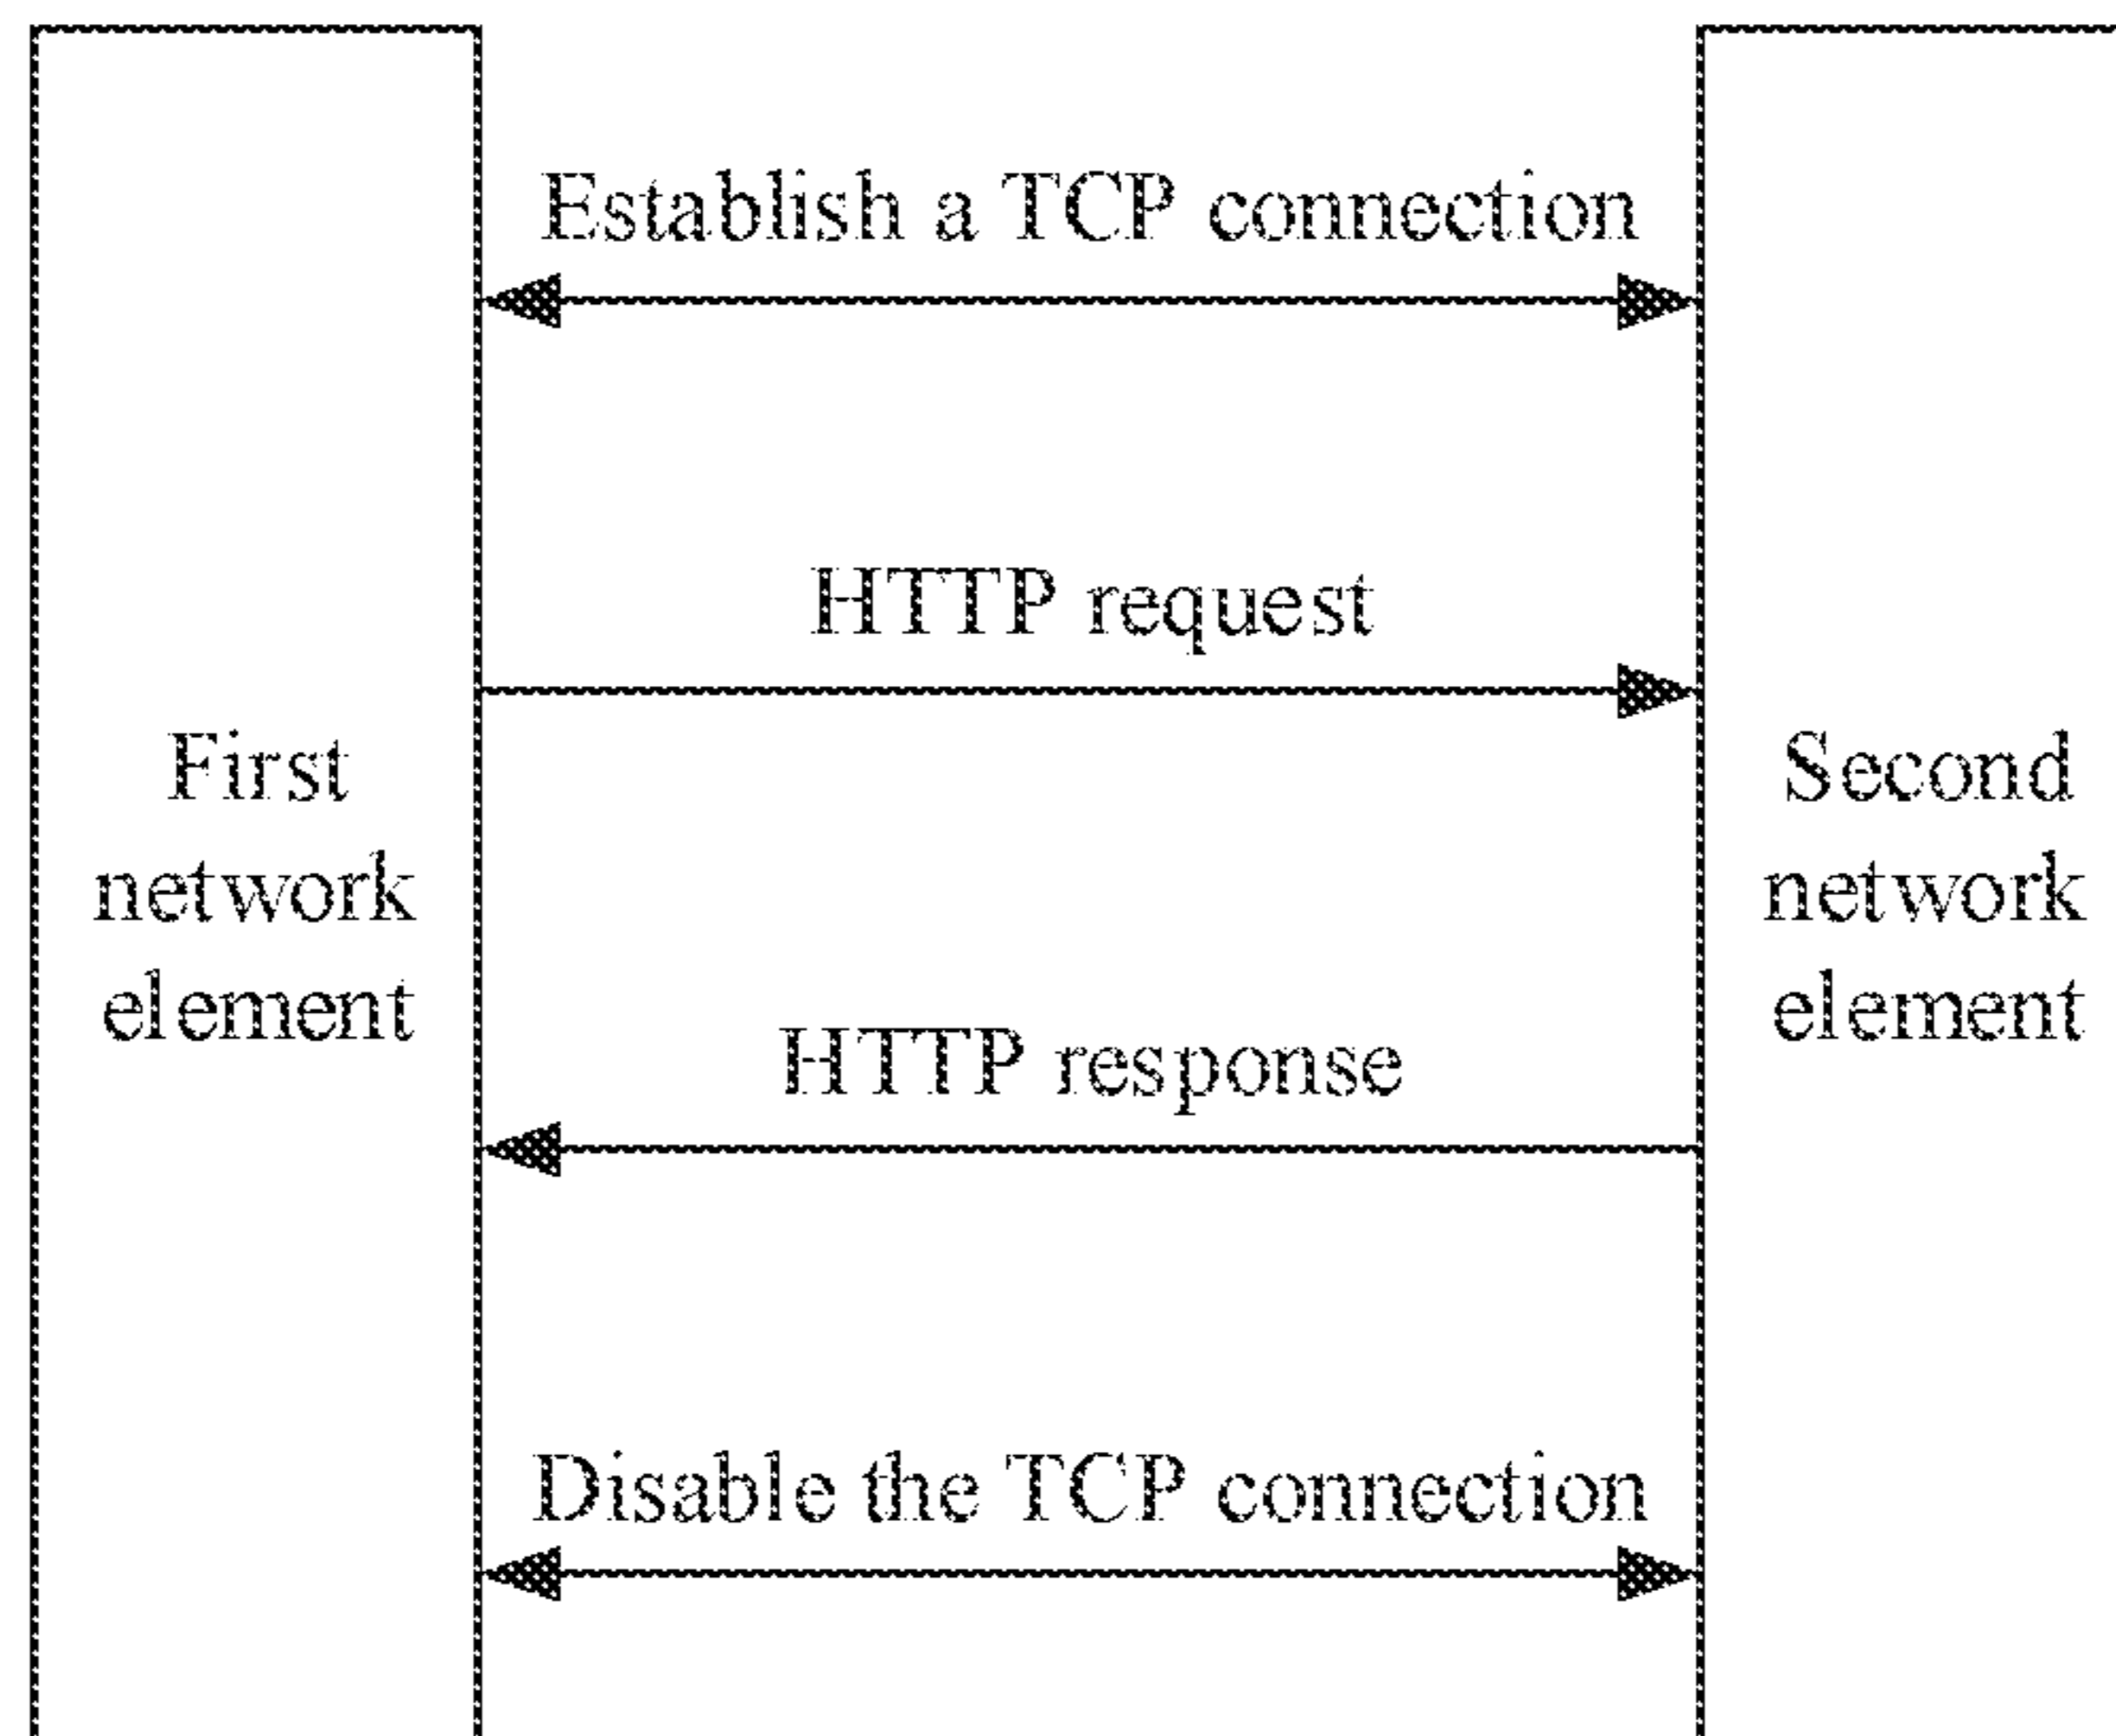 Establish a TCP connection
HTTP request
First
network
element
Second
network
element
HTTP response
Disable the TCP connection